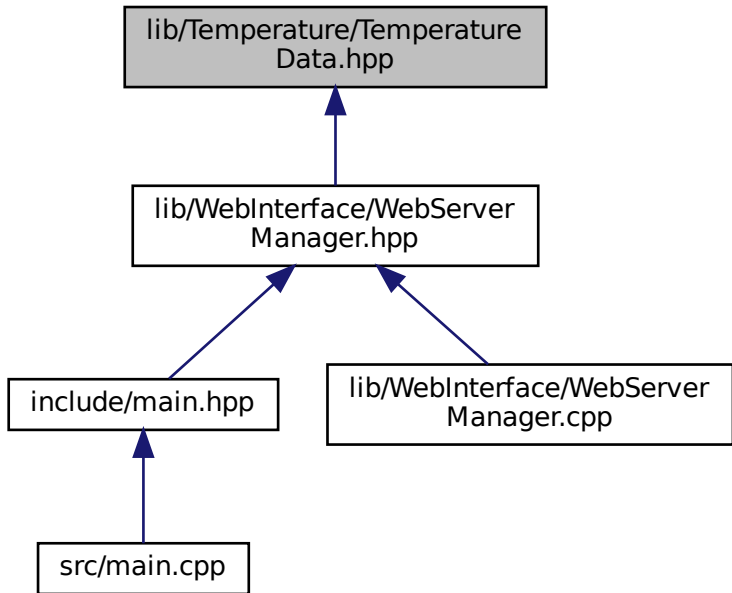 lib/Temperature/Temperature
Data.hpp
lib/WebInterface/WebServer
Manager.hpp
include/main.hpp
lib/WebInterface/WebServer
Manager.cpp
src/main.cpp